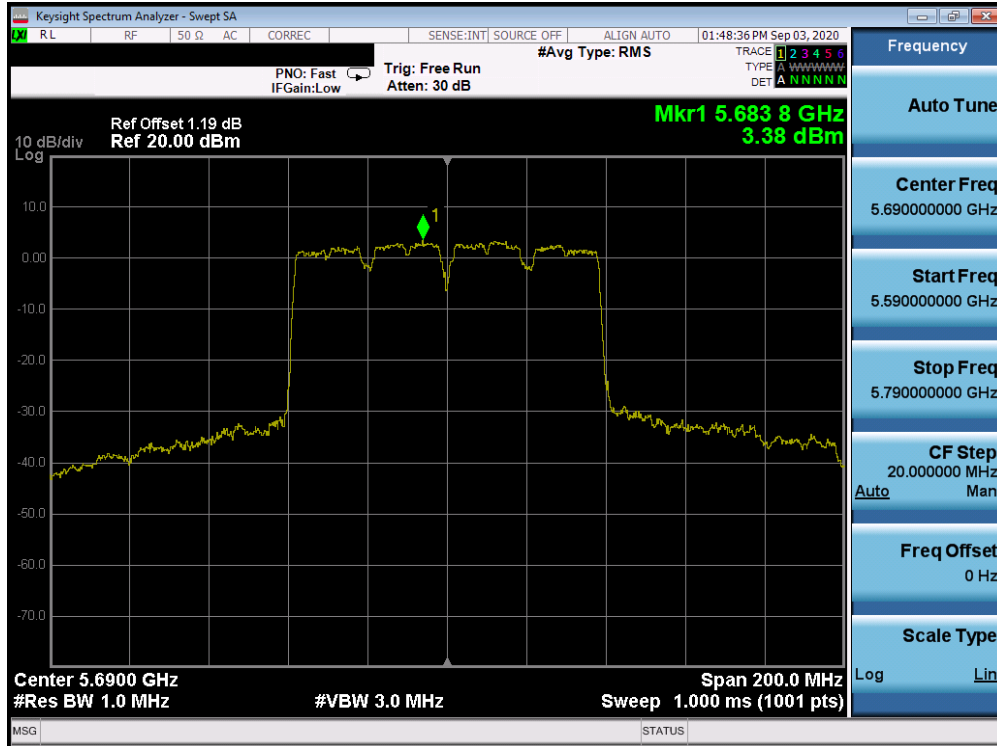 Keysight Spectrum Analyzer - Swept SA
LXI RL RF 50 Ω AC CORREC SENSE:INT SOURCE OFF ALIGN AUTO 01:48:36 PM Sep 03, 2020
#Avg Type: RMS
TRACE 1 2 3 4 5 6
TYPE A WWWWW
DET A N N N N N
PNO: Fast
IFGain:Low
Trig: Free Run
Atten: 30 dB
Mkr1 5.683 8 GHz
3.38 dBm
10 dB/div
Log
Ref Offset 1.19 dB
Ref 20.00 dBm
10.0
0.00
-10.0
-20.0
-30.0
-40.0
-50.0
-60.0
-70.0
1
Center 5.6900 GHz
#Res BW 1.0 MHz
#VBW 3.0 MHz
Span 200.0 MHz
Sweep 1.000 ms (1001 pts)
MSG
STATUS
Frequency
Auto Tune
Center Freq
5.690000000 GHz
Start Freq
5.590000000 GHz
Stop Freq
5.790000000 GHz
CF Step
20.000000 MHz
Auto Man
Freq Offset
0 Hz
Scale Type
Log Lin